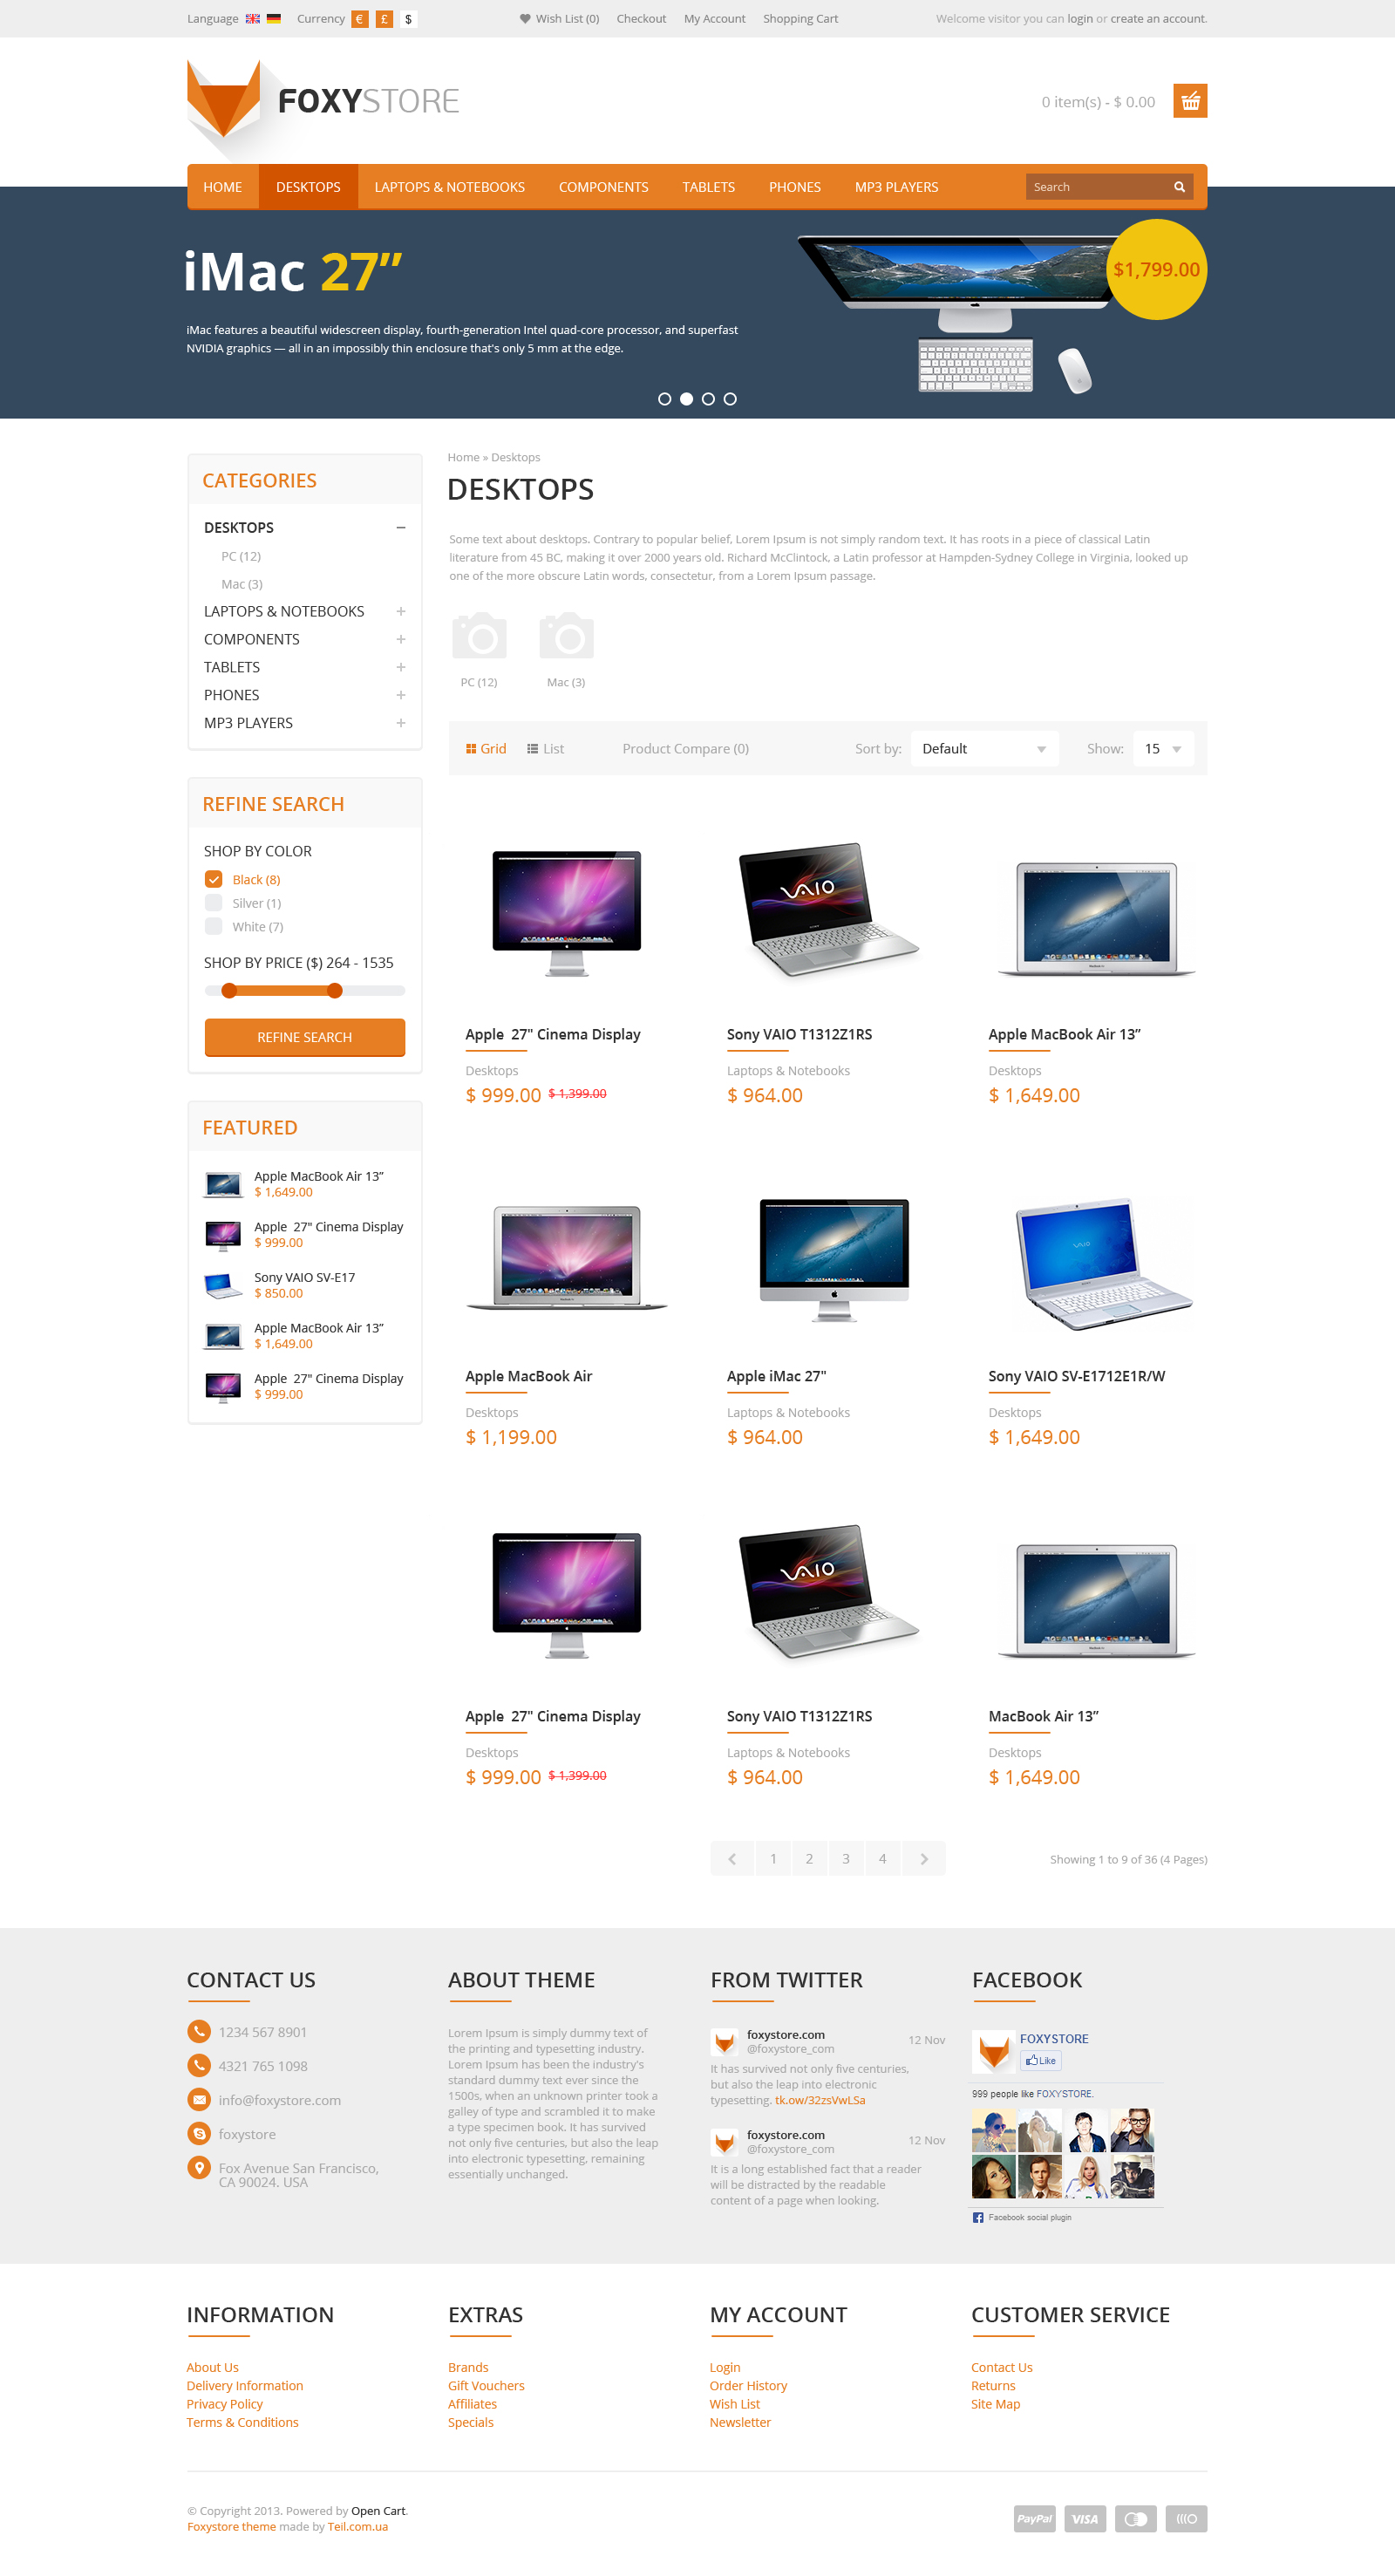 Language Currency € £ $ Wish List (0) Checkout My Account Shopping Cart Welcome visitor you can login or create an account.
FOXYSTORE
0 item(s) - $ 0.00
HOME DESKTOPS LAPTOPS & NOTEBOOKS COMPONENTS TABLETS PHONES MP3 PLAYERS Search
iMac 27”
$1,799.00
iMac features a beautiful widescreen display, fourth-generation Intel quad-core processor, and superfast
NVIDIA graphics — all in an impossibly thin enclosure that's only 5 mm at the edge.
CATEGORIES
DESKTOPS
PC (12)
Mac (3)
LAPTOPS & NOTEBOOKS
COMPONENTS
TABLETS
PHONES
MP3 PLAYERS
REFINE SEARCH
SHOP BY COLOR
Black (8)
Silver (1)
White (7)
SHOP BY PRICE ($) 264 - 1535
REFINE SEARCH
FEATURED
Apple MacBook Air 13”
$ 1,649.00
Apple 27" Cinema Display
$ 999.00
Sony VAIO SV-E17
$ 850.00
Apple MacBook Air 13”
$ 1,649.00
Apple 27" Cinema Display
$ 999.00
Home » Desktops
DESKTOPS
Some text about desktops. Contrary to popular belief, Lorem Ipsum is not simply random text. It has roots in a piece of classical Latin
literature from 45 BC, making it over 2000 years old. Richard McClintock, a Latin professor at Hampden-Sydney College in Virginia, looked up
one of the more obscure Latin words, consectetur, from a Lorem Ipsum passage.
PC (12) Mac (3)
Grid List Product Compare (0) Sort by: Default Show: 15
VAIO
Apple 27" Cinema Display Sony VAIO T1312Z1RS Apple MacBook Air 13”
Desktops Laptops & Notebooks Desktops
$ 999.00 $ 1,399.00 $ 964.00 $ 1,649.00
VAIO
Apple MacBook Air Apple iMac 27" Sony VAIO SV-E1712E1R/W
Desktops Laptops & Notebooks Desktops
$ 1,199.00 $ 964.00 $ 1,649.00
VAIO
Apple 27" Cinema Display Sony VAIO T1312Z1RS MacBook Air 13”
Desktops Laptops & Notebooks Desktops
$ 999.00 $ 1,399.00 $ 964.00 $ 1,649.00
1 2 3 4 Showing 1 to 9 of 36 (4 Pages)
CONTACT US
1234 567 8901
4321 765 1098
info@foxystore.com
foxystore
Fox Avenue San Francisco,
CA 90024. USA
ABOUT THEME
Lorem Ipsum is simply dummy text of
the printing and typesetting industry.
Lorem Ipsum has been the industry's
standard dummy text ever since the
1500s, when an unknown printer took a
galley of type and scrambled it to make
a type specimen book. It has survived
not only five centuries, but also the leap
into electronic typesetting, remaining
essentially unchanged.
FROM TWITTER
foxystore.com 12 Nov
@foxystore_com
It has survived not only five centuries,
but also the leap into electronic
typesetting. tk.ow/32zsVwLSa
foxystore.com 12 Nov
@foxystore_com
It is a long established fact that a reader
will be distracted by the readable
content of a page when looking.
FACEBOOK
FOXYSTORE
Like
999 people like FOXYSTORE.
Facebook social plugin
INFORMATION
About Us
Delivery Information
Privacy Policy
Terms & Conditions
EXTRAS
Brands
Gift Vouchers
Affiliates
Specials
MY ACCOUNT
Login
Order History
Wish List
Newsletter
CUSTOMER SERVICE
Contact Us
Returns
Site Map
© Copyright 2013. Powered by Open Cart.
Foxystore theme made by Teil.com.ua
PayPal VISA